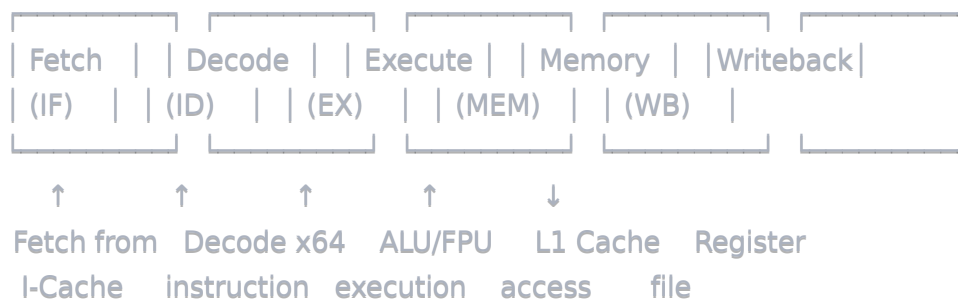 ┌──────────┐ ┌──────────┐ ┌──────────┐ ┌──────────┐ ┌──────────
│ Fetch │ │ Decode │ │ Execute │ │ Memory │ │Writeback│
│ (IF) │ │ (ID) │ │ (EX) │ │ (MEM) │ │ (WB) │
└──────────┘ └──────────┘ └──────────┘ └──────────┘ └──────────
↑ ↑ ↑ ↑ ↓
Fetch from Decode x64 ALU/FPU L1 Cache Register
I-Cache instruction execution access file